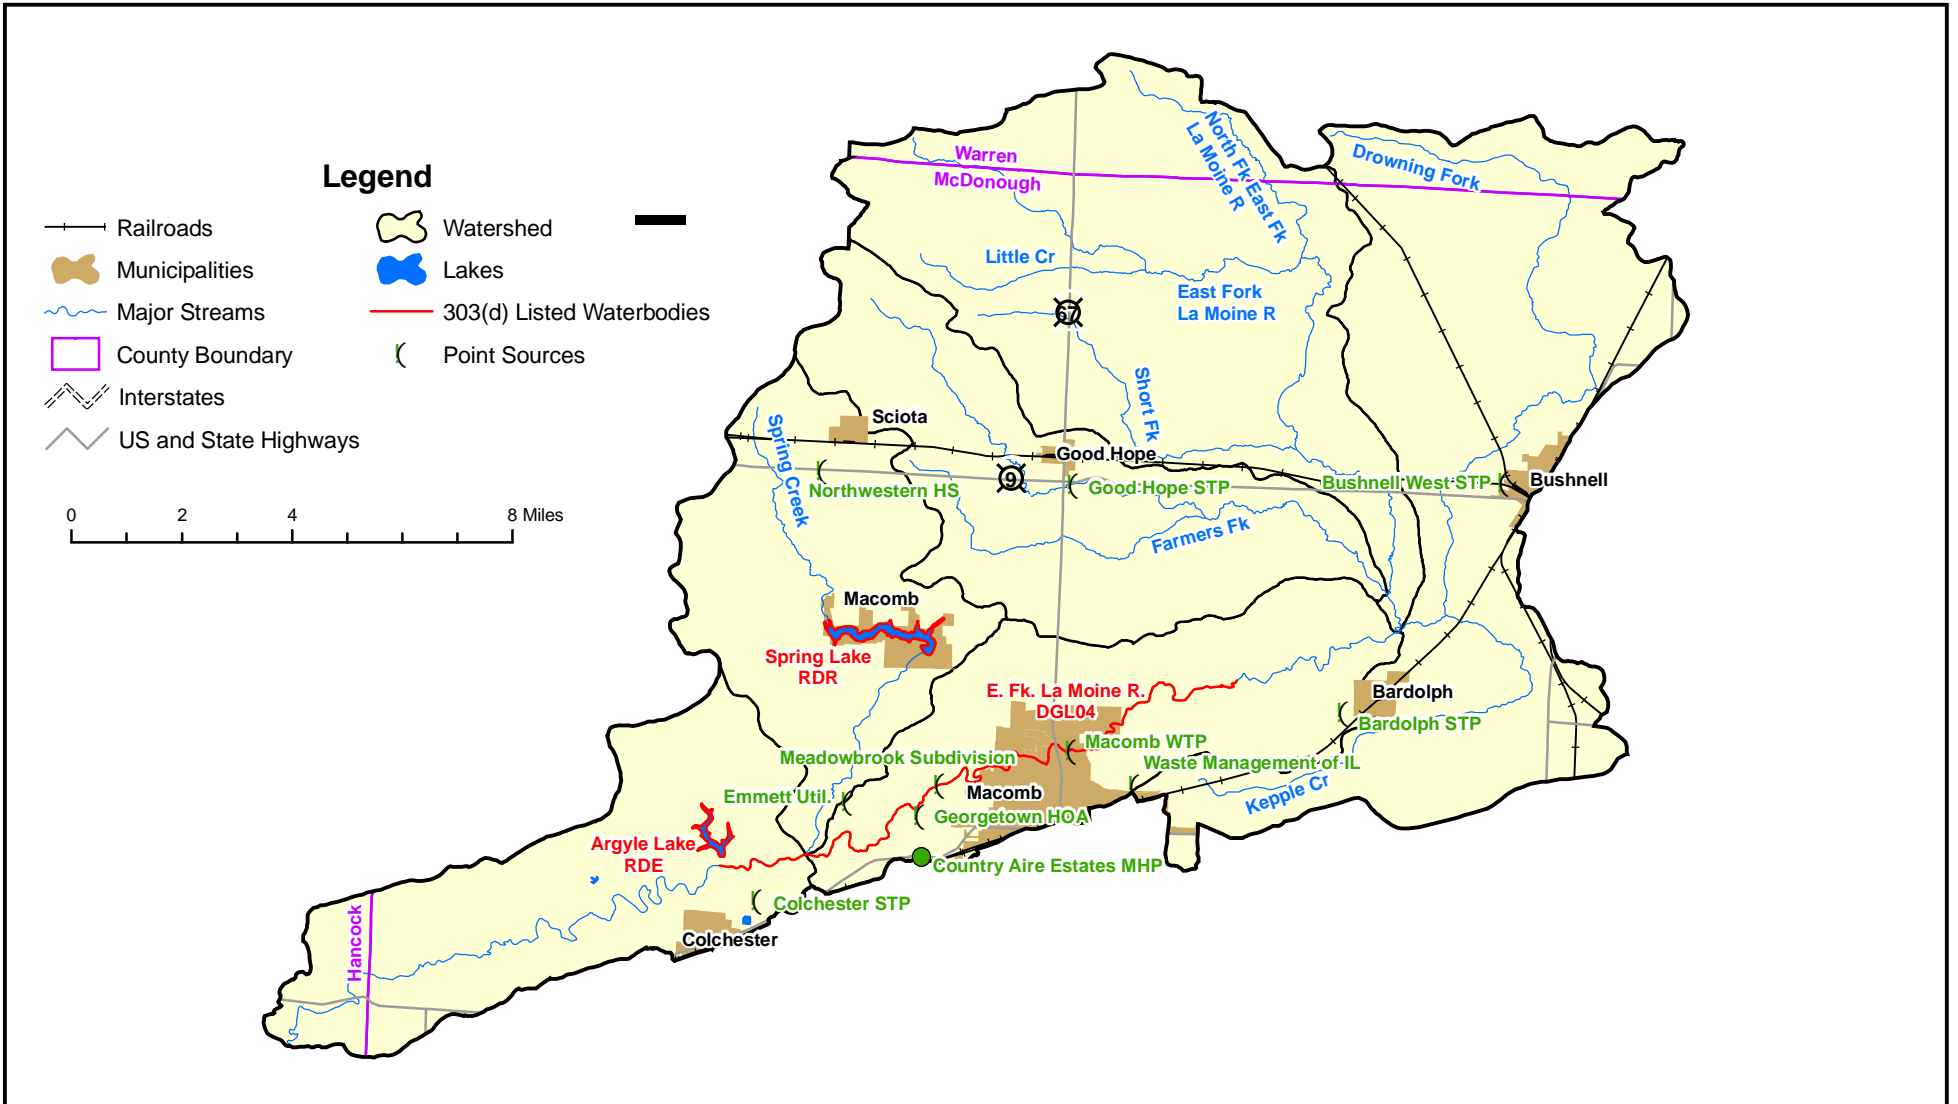 Legend
Railroads
Municipalities
Major Streams
County Boundary
Interstates
US and State Highways
Watershed
Lakes
303(d) Listed Waterbodies
Point Sources
0 2 4 8 Miles
Warren
McDonough
North Fk East Fk
La Moine R
Drowning Fork
Little Cr
East Fork
La Moine R
67
Short Fk
Sciota
Spring Creek
Good Hope
9
Northwestern HS
Good Hope STP
Bushnell West STP
Bushnell
Farmers Fk
Macomb
Spring Lake
RDR
E. Fk. La Moine R.
DGL04
Bardolph
Bardolph STP
Macomb WTP
Meadowbrook Subdivision
Waste Management of IL
Emmett Util.
Macomb
Kepple Cr
Georgetown HOA
Argyle Lake
RDE
Country Aire Estates MHP
Colchester STP
Colchester
Hancock